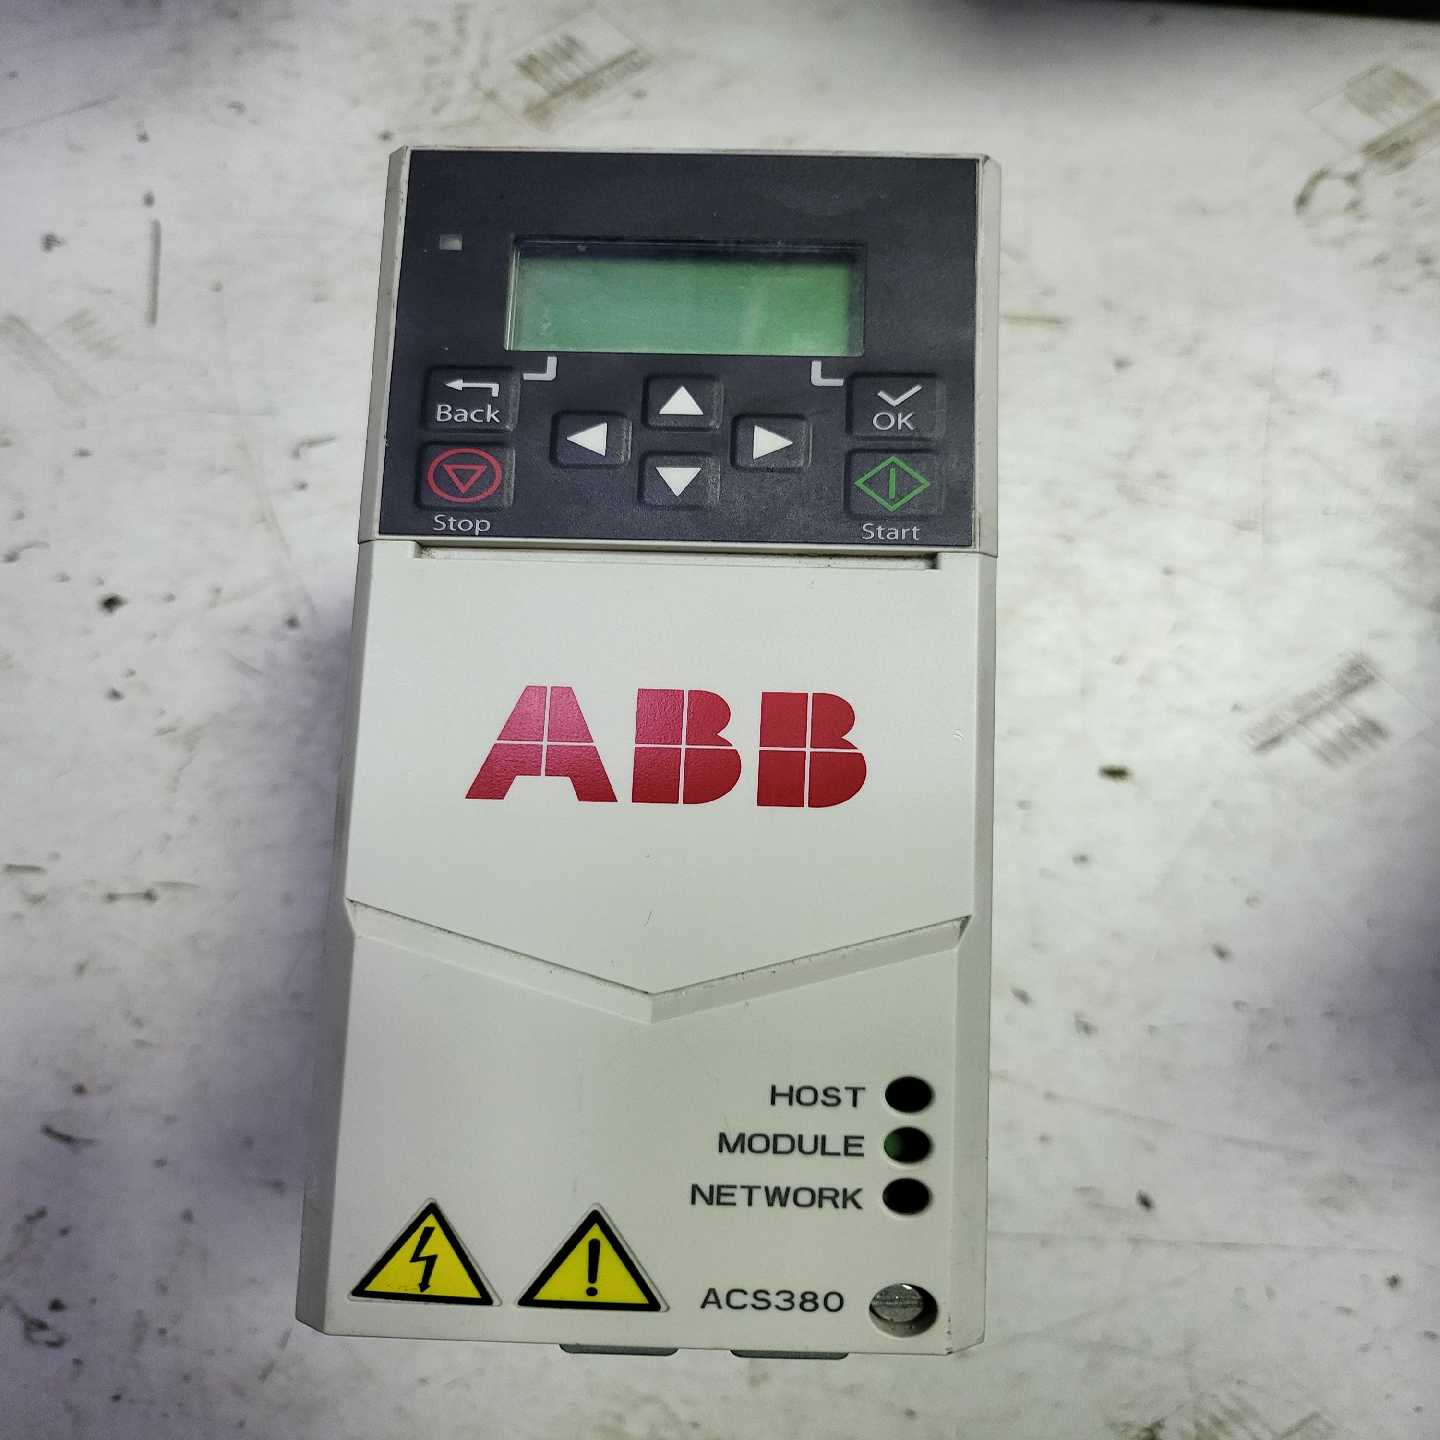 Back
OK
Stop
Start
ABB
HOST
MODULE
NETWORK
ACS380